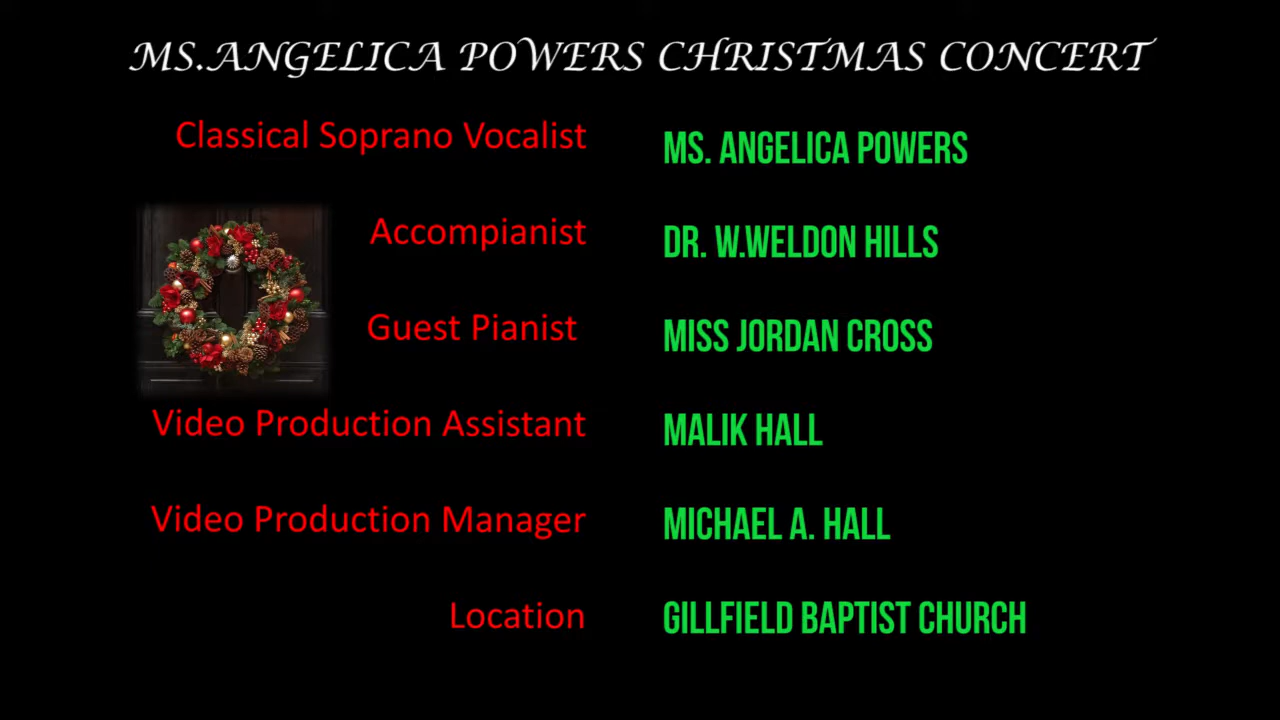 MS.ANGELICA POWERS CHRISTMAS CONCERT
Classical Soprano Vocalist MS. ANGELICA POWERS
Accompianist DR. W.WELDON HILLS
Guest Pianist MISS JORDAN CROSS
Video Production Assistant MALIK HALL
Video Production Manager MICHAEL A. HALL
Location GILLFIELD BAPTIST CHURCH